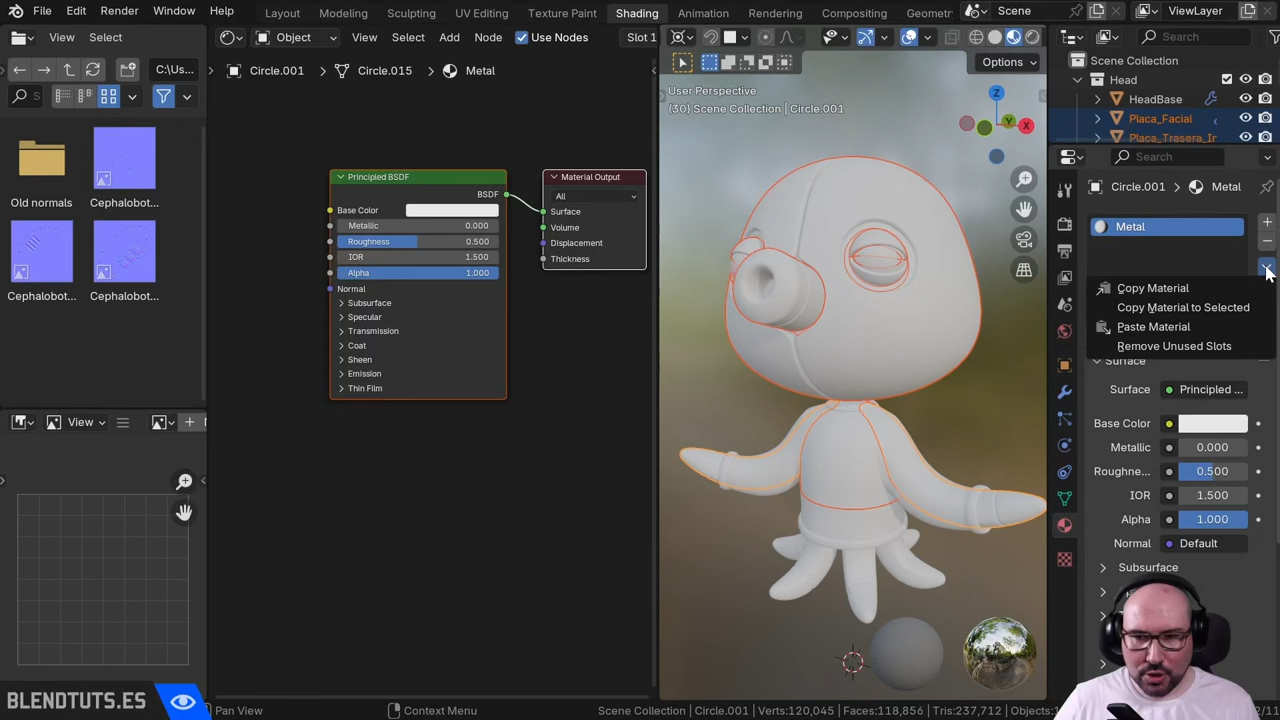 File Edit Render Window Help
Layout Modeling Sculpting UV Editing Texture Paint Shading Animation Rendering Compositing Geometr
Scene
ViewLayer
View Select
Object View Select Add Node Use Nodes Slot 1
Search
C:\Us...
S
Circle.001 Circle.015 Metal
Options
Scene Collection
Head
HeadBase
Placa_Facial
Placa_Trasera_Ir
User Perspective
(30) Scene Collection | Circle.001
Z
Y
X
Old normals
Cephalobot...
Cephalobot...
Cephalobot...
Principled BSDF
BSDF
Base Color
Metallic 0.000
Roughness 0.500
IOR 1.500
Alpha 1.000
Normal
Subsurface
Specular
Transmission
Coat
Sheen
Emission
Thin Film
Material Output
All
Surface
Volume
Displacement
Thickness
Search
Circle.001 Metal
Metal
Copy Material
Copy Material to Selected
Paste Material
Remove Unused Slots
Surface
Surface Principled ...
Base Color
Metallic 0.000
Roughne... 0.500
IOR 1.500
Alpha 1.000
Normal Default
Subsurface
View
BLENDTUTS.ES
Pan View
Context Menu
Scene Collection | Circle.001 | Verts:120,045 | Faces:118,856 | Tris:237,712 | Objects:1